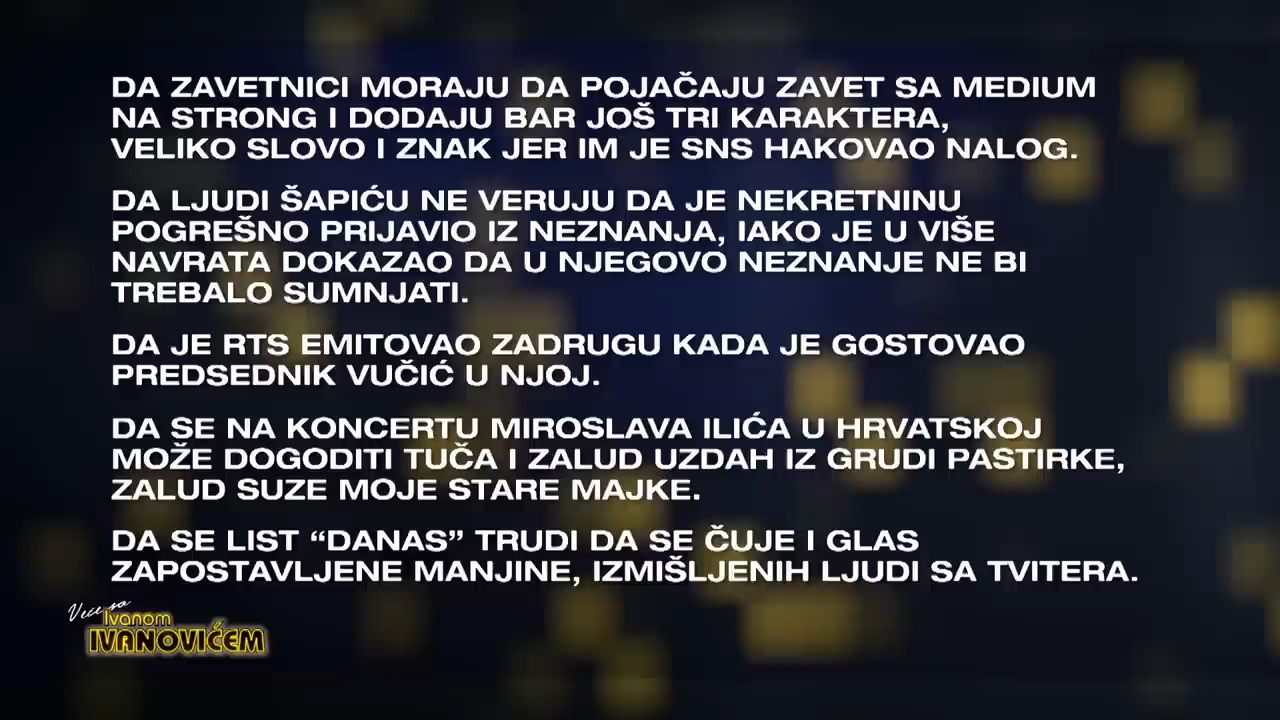 DA ZAVETNICI MORAJU DA POJAČAJU ZAVET SA MEDIUM
NA STRONG I DODAJU BAR JOŠ TRI KARAKTERA,
VELIKO SLOVO I ZNAK JER IM JE SNS HAKOVAO NALOG.
DA LJUDI ŠAPIĆU NE VERUJU DA JE NEKRETNINU
POGREŠNO PRIJAVIO IZ NEZNANJA, IAKO JE U VIŠE
NAVRATA DOKAZAO DA U NJEGOVO NEZNANJE NE BI
TREBALO SUMNJATI.
DA JE RTS EMITOVAO ZADRUGU KADA JE GOSTOVAO
PREDSEDNIK VUČIĆ U NJOJ.
DA SE NA KONCERTU MIROSLAVA ILIĆA U HRVATSKOJ
MOŽE DOGODITI TUČA I ZALUD UZDAH IZ GRUDI PASTIRKE,
ZALUD SUZE MOJE STARE MAJKE.
DA SE LIST “DANAS” TRUDI DA SE ČUJE I GLAS
ZAPOSTAVLJENE MANJINE, IZMIŠLJENIH LJUDI SA TVITERA.
Veče sa
Ivanom
IVANOVIĆEM